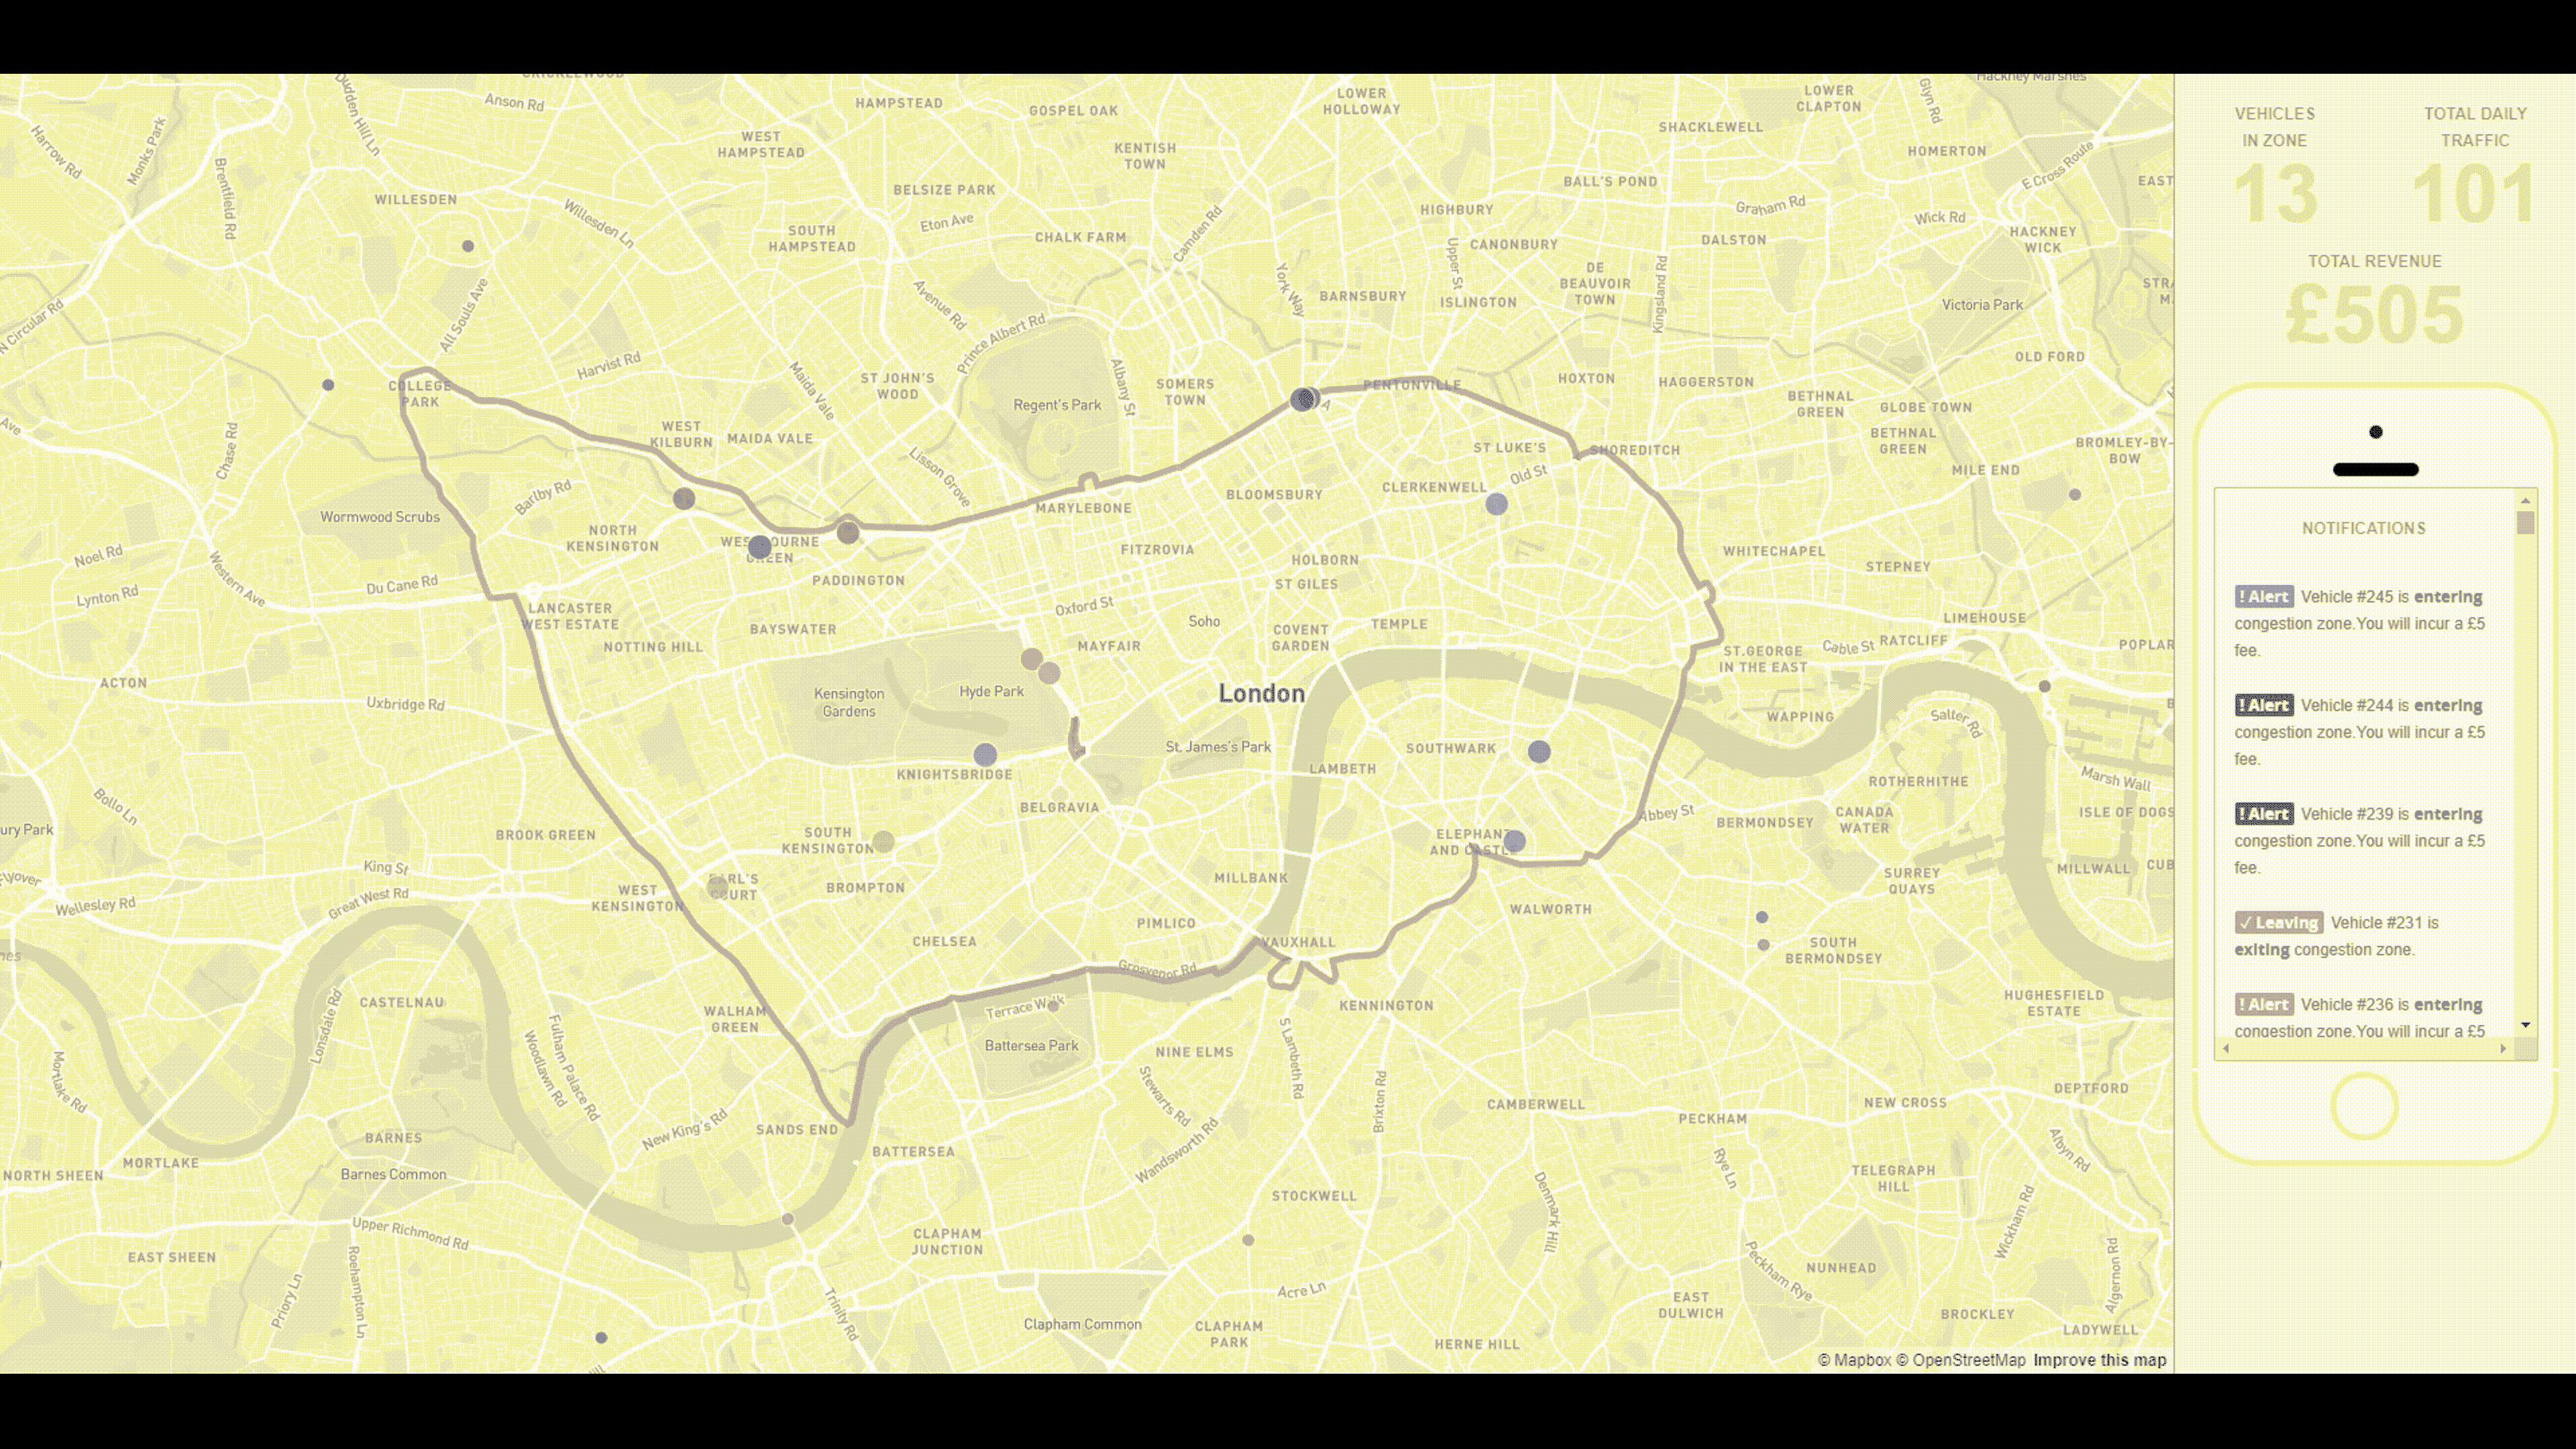 Hackney Marshes
Anson Rd
HAMPSTEAD
GOSPEL OAK
LOWER
HOLLOWAY
LOWER
CLAPTON
Glyn Rd
Dudden Hill Ln
Harrow Rd
Monks Park
WEST
HAMPSTEAD
KENTISH
TOWN
SHACKLEWELL
HOMERTON
E Cross Route
Brentfield Rd
WILLESDEN
Willesden Ln
BELSIZE PARK
Eton Ave
BALL'S POND
HIGHBURY
Graham Rd
Wick Rd
EAST
SOUTH
HAMPSTEAD
CHALK FARM
Camden Rd
Upper St
CANONBURY
DALSTON
HACKNEY
WICK
DE
BEAUVOIR
TOWN
Kingsland Rd
N Circular Rd
All Souls Ave
Avenue Rd
Prince Albert Rd
York Way
BARNSBURY
ISLINGTON
Victoria Park
OLD FORD
Harvist Rd
COLLEGE
PARK
Maida Vale
ST JOHN'S
WOOD
Regent's Park
Albany St
SOMERS
TOWN
PENTONVILLE
HOXTON
HAGGERSTON
BETHNAL
GREEN
GLOBE TOWN
Ave
Chase Rd
WEST
KILBURN
MAIDA VALE
Lisson Grove
ST LUKE'S
SHOREDITCH
BETHNAL
GREEN
BROMLEY-BY-
BOW
MILE END
Old St
CLERKENWELL
BLOOMSBURY
MARYLEBONE
Barlby Rd
Wormwood Scrubs
NORTH
KENSINGTON
WESTBOURNE
GREEN
PADDINGTON
FITZROVIA
HOLBORN
ST GILES
WHITECHAPEL
STEPNEY
Noel Rd
Lynton Rd
Western Ave
Du Cane Rd
LANCASTER
WEST ESTATE
NOTTING HILL
BAYSWATER
Oxford St
Soho
MAYFAIR
COVENT
GARDEN
TEMPLE
LIMEHOUSE
Cable St
RATCLIFF
POPLAR
ST.GEORGE
IN THE EAST
ACTON
Uxbridge Rd
Kensington
Gardens
Hyde Park
London
WAPPING
Salter Rd
St. James's Park
SOUTHWARK
LAMBETH
KNIGHTSBRIDGE
BELGRAVIA
ROTHERHITHE
Marsh Wall
ISLE OF DOGS
Bollo Ln
ury Park
BROOK GREEN
SOUTH
KENSINGTON
ELEPHANT
AND CASTLE
Abbey St
BERMONDSEY
CANADA
WATER
King St
Great West Rd
Wellesley Rd
WEST
KENSINGTON
EARL'S
COURT
BROMPTON
MILLBANK
SURREY
QUAYS
MILLWALL
CUB
flyover
PIMLICO
WALWORTH
CHELSEA
VAUXHALL
Grosvenor Rd
SOUTH
BERMONDSEY
CASTELNAU
Lonsdale Rd
WALHAM
GREEN
Terrace Walk
KENNINGTON
HUGHESFIELD
ESTATE
Battersea Park
NINE ELMS
S Lambeth Rd
Fulham Palace Rd
Woodlawn Rd
Mortlake Rd
Stewarts Rd
Brixton Rd
DEPTFORD
CAMBERWELL
PECKHAM
NEW CROSS
SANDS END
New King's Rd
BARNES
Barnes Common
NORTH SHEEN
MORTLAKE
BATTERSEA
Wandsworth Rd
Albyn Rd
Rye Ln
TELEGRAPH
HILL
STOCKWELL
Denmark Hill
Upper Richmond Rd
EAST SHEEN
Roehampton Ln
Priory Ln
CLAPHAM
JUNCTION
Wickham Rd
Peckham Rye
NUNHEAD
Algernon Rd
Trinity Rd
Acre Ln
Clapham Common
CLAPHAM
PARK
EAST
DULWICH
HERNE HILL
BROCKLEY
LADYWELL
© Mapbox © OpenStreetMap Improve this map
VEHICLES
IN ZONE
13
TOTAL DAILY
TRAFFIC
101
TOTAL REVENUE
£505
NOTIFICATIONS
! Alert Vehicle #245 is entering
congestion zone.You will incur a £5
fee.
! Alert Vehicle #244 is entering
congestion zone.You will incur a £5
fee.
! Alert Vehicle #239 is entering
congestion zone.You will incur a £5
fee.
✓ Leaving Vehicle #231 is
exiting congestion zone.
! Alert Vehicle #236 is entering
congestion zone.You will incur a £5